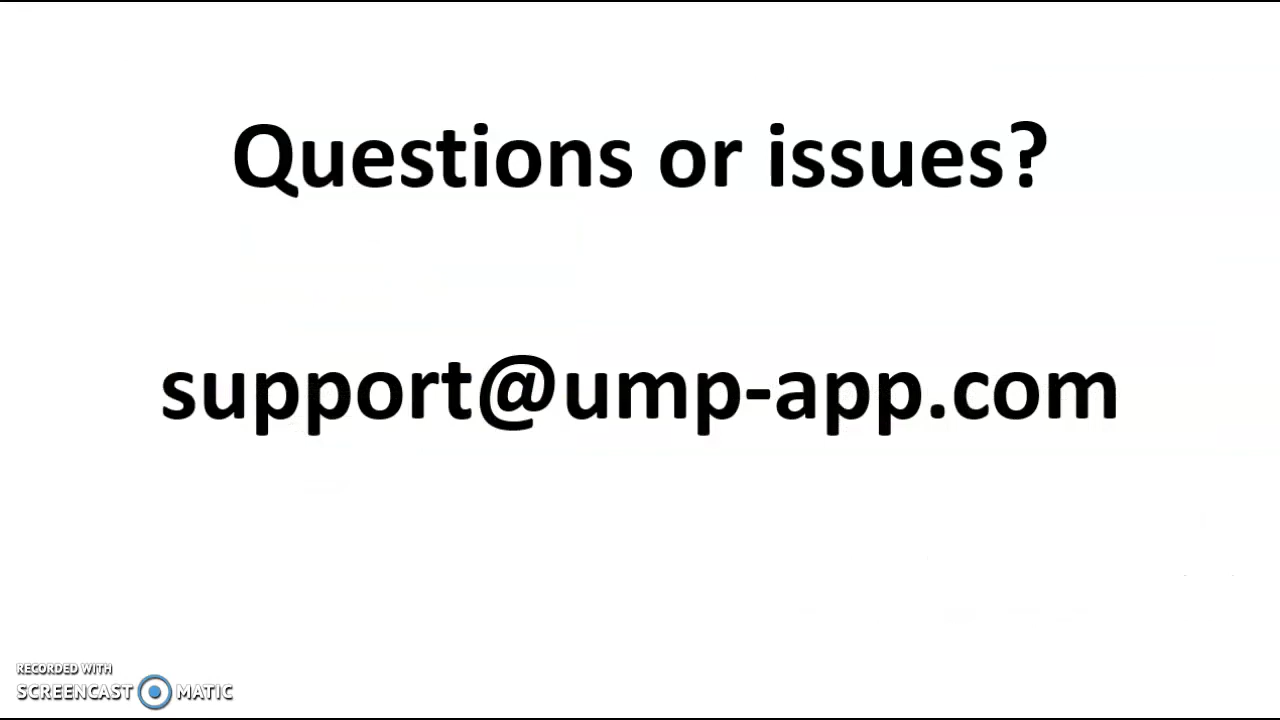 Questions or issues?
support@ump-app.com
RECORDED WITH
SCREENCAST MATIC